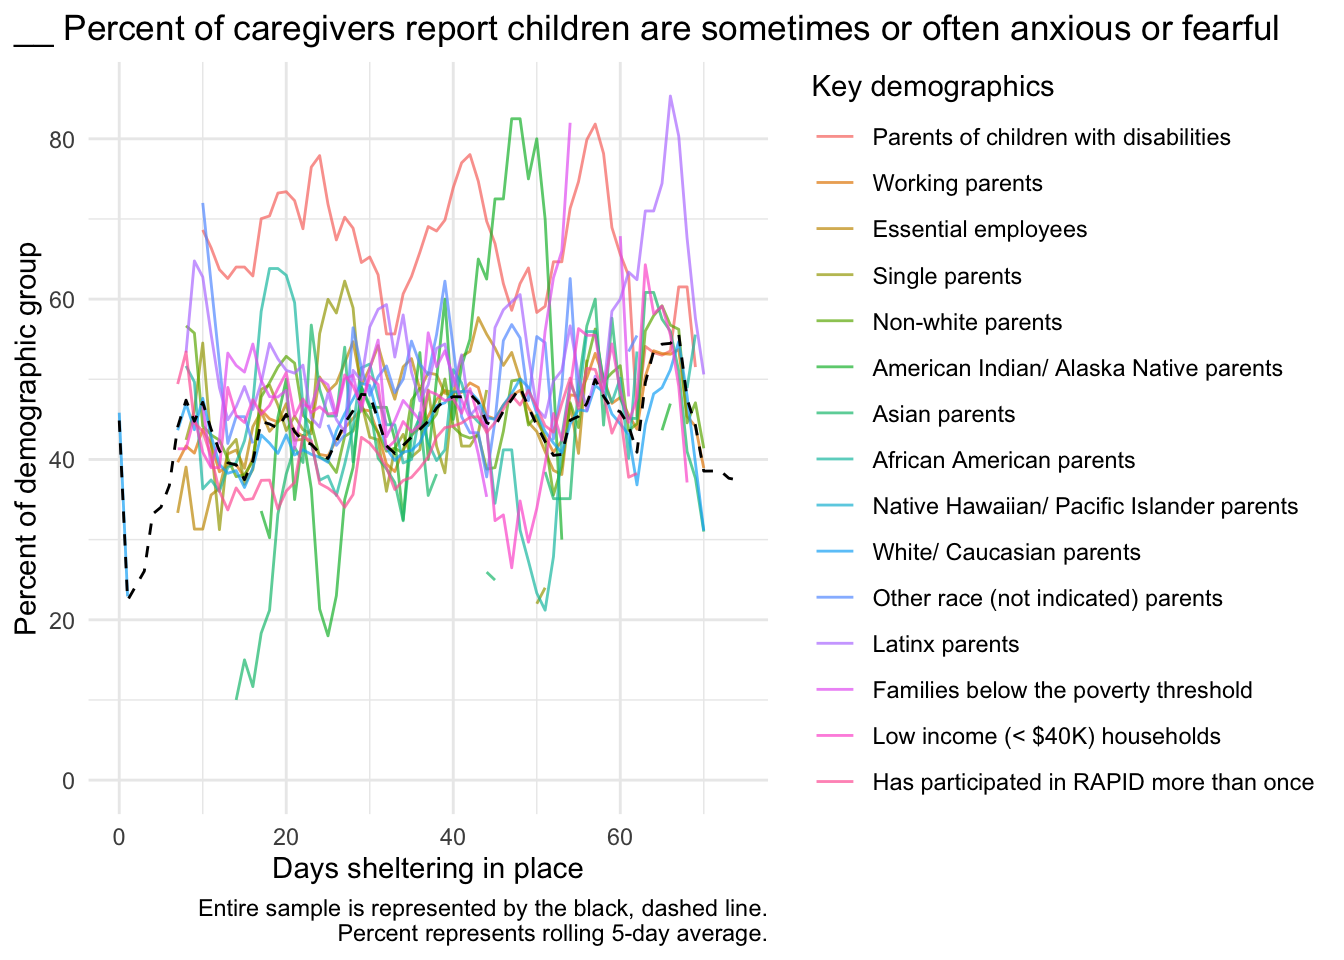 __ Percent of caregivers report children are sometimes or often anxious or fearful
Percent of demographic group
80
60
40
20
0
0 20 40 60
Days sheltering in place
Key demographics
Parents of children with disabilities
Working parents
Essential employees
Single parents
Non-white parents
American Indian/ Alaska Native parents
Asian parents
African American parents
Native Hawaiian/ Pacific Islander parents
White/ Caucasian parents
Other race (not indicated) parents
Latinx parents
Families below the poverty threshold
Low income (< $40K) households
Has participated in RAPID more than once
Entire sample is represented by the black, dashed line.
Percent represents rolling 5-day average.